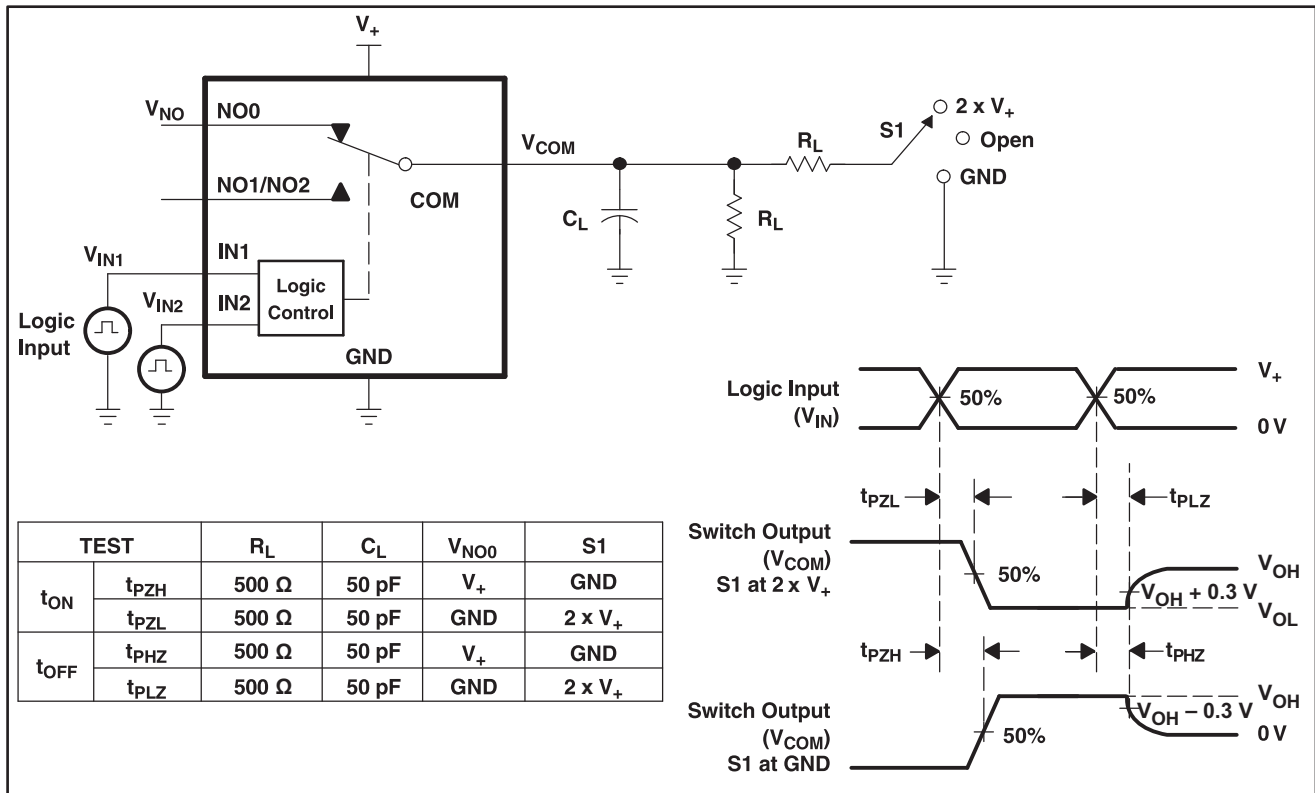 V+
VNO NO0
VCOM
NO1/NO2
COM
VIN1 IN1
VIN2 IN2
Logic
Control
Logic
Input
GND
CL
RL
RL
S1
2 x V+
Open
GND
TEST RL CL VNO0 S1
tON tPZH 500 Ω 50 pF V+ GND
tPZL 500 Ω 50 pF GND 2 x V+
tOFF tPHZ 500 Ω 50 pF V+ GND
tPLZ 500 Ω 50 pF GND 2 x V+
Logic Input
(VIN)
50%
50%
V+
0 V
tPZL
tPLZ
Switch Output
(VCOM)
S1 at 2 x V+
50%
VOH
VOH + 0.3 V
VOL
tPZH
tPHZ
Switch Output
(VCOM)
S1 at GND
50%
VOH
VOH – 0.3 V
0 V